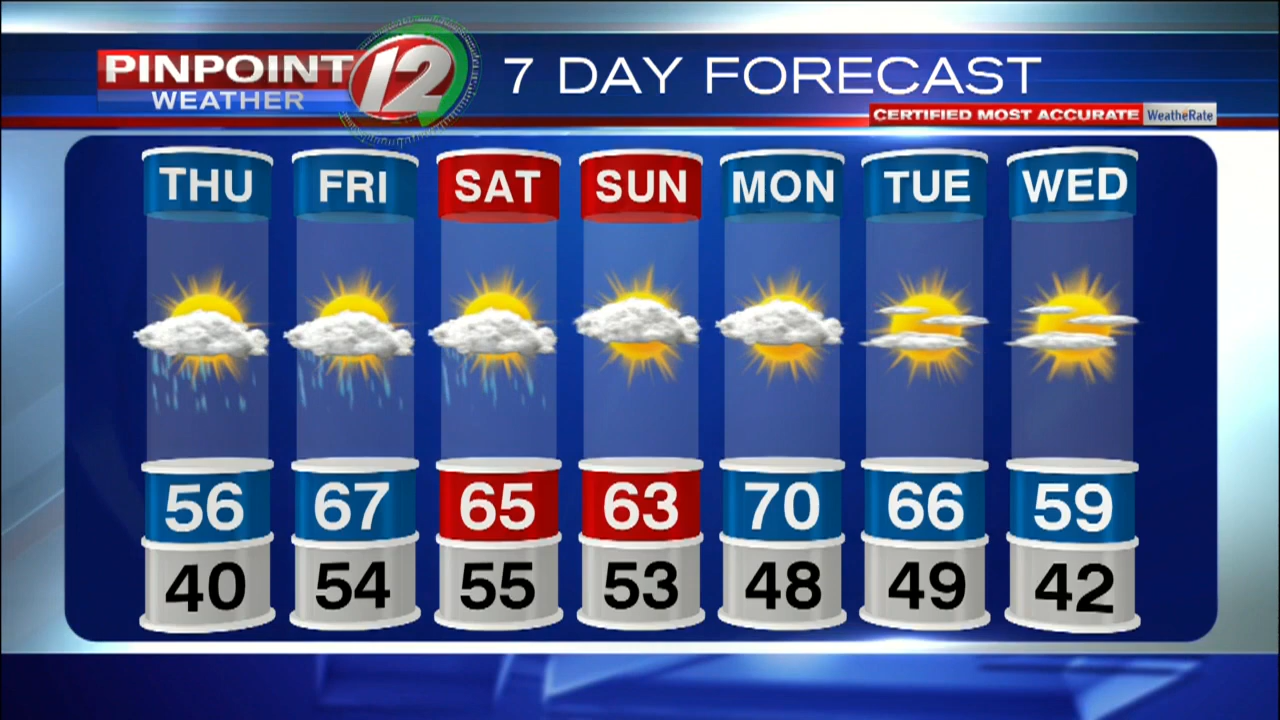 PINPOINT 12
WEATHER
7 DAY FORECAST
CERTIFIED MOST ACCURATE WeatheRate
THU FRI SAT SUN MON TUE WED
56 67 65 63 70 66 59
40 54 55 53 48 49 42